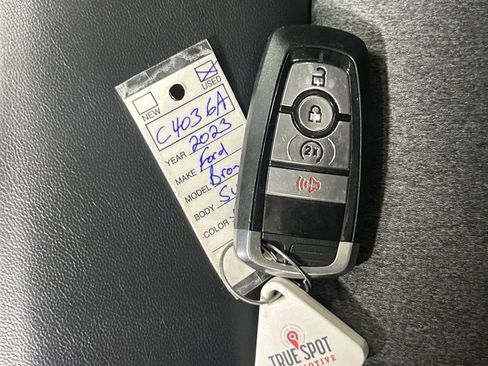 NEW
USED
C4036A
YEAR 2023
MAKE Ford
MODEL
BODY
COLOR
2x
TRUE SPOT